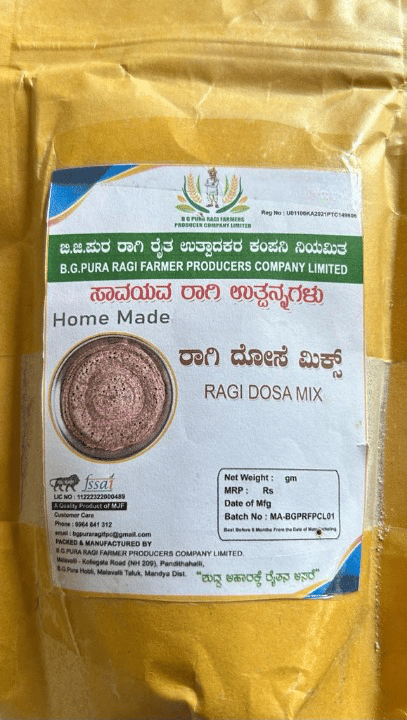 B G PURA RAGI FARMERS
PRODUCER COMPANY LIMITED
Reg No : U01100KA2021PTC149606
ಬಿ.ಜಿ.ಪುರ ರಾಗಿ ರೈತ ಉತ್ಪಾದಕರ ಕಂಪನಿ ನಿಯಮಿತ
B.G.PURA RAGI FARMER PRODUCERS COMPANY LIMITED
ಸಾವಯವ ರಾಗಿ ಉತ್ಪನ್ನಗಳು
Home Made
ರಾಗಿ ದೋಸೆ ಮಿಕ್ಸ್
RAGI DOSA MIX
fssai
LIC NO : 11222322000489
A Quality Product of MJF
Customer Care
Phone : 9964 841 312
email : bgpuraragifpc@gmail.com
PACKED & MANUFACTURED BY
B.G.PURA RAGI FARMER PRODUCERS COMPANY LIMITED.
Malavalli - Kollegala Road (NH 209), Pandithahalli,
B.G.Pura Hobli, Malavalli Taluk, Mandya Dist.
Net Weight : gm
MRP : Rs
Date of Mfg
Batch No : MA-BGPRFPCL01
Best Before 6 Months From the Date of Manufacturing
"ಶುದ್ಧ ಆಹಾರಕ್ಕೆ ರೈತನ ಆಸರೆ"